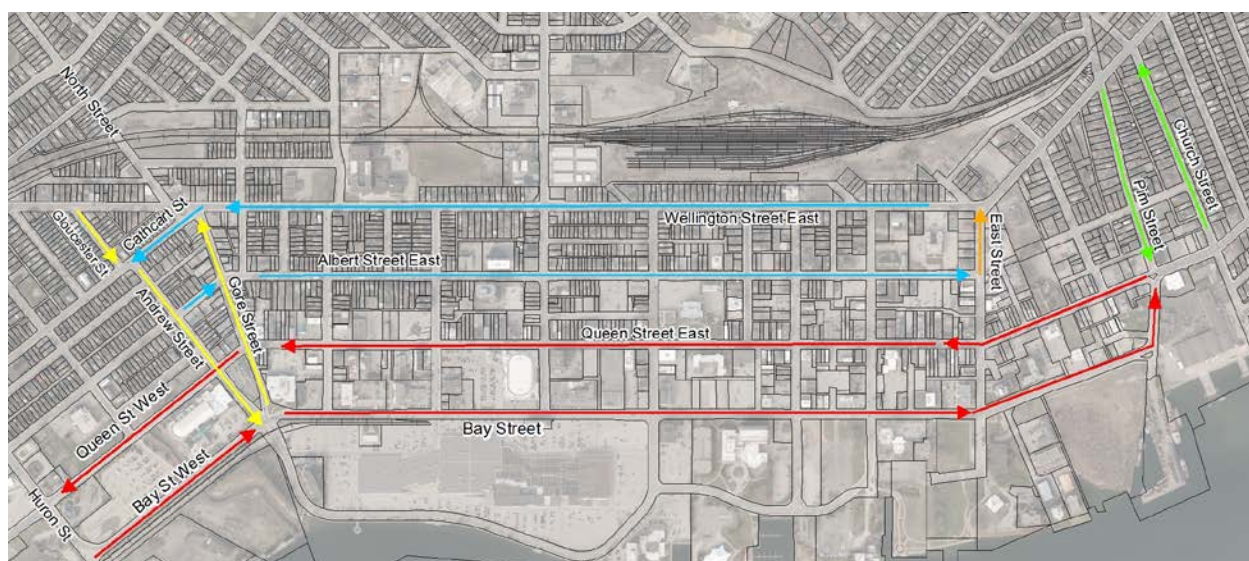 North Street
Church Street
Pim Street
Gloucester St
Cathcart St
Wellington Street East
East Street
Albert Street East
Gore Street
Andrew Street
Queen Street East
Queen St West
Bay Street
Bay St West
Huron St